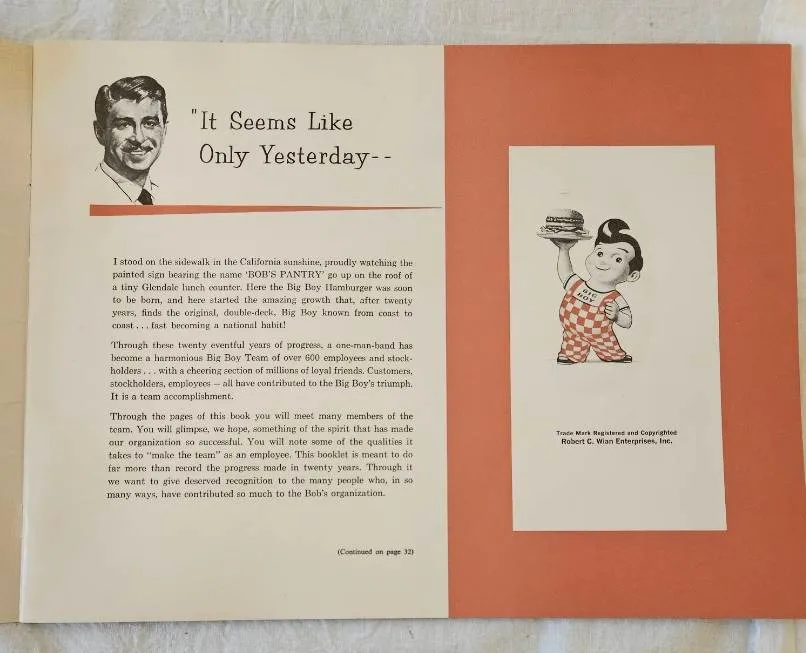 "It Seems Like
Only Yesterday--
I stood on the sidewalk in the California sunshine, proudly watching the
painted sign bearing the name 'BOB'S PANTRY' go up on the roof of
a tiny Glendale lunch counter. Here the Big Boy Hamburger was soon
to be born, and here started the amazing growth that, after twenty
years, finds the original, double-deck, Big Boy known from coast to
coast . . . fast becoming a national habit!
Through these twenty eventful years of progress, a one-man-band has
become a harmonious Big Boy Team of over 600 employees and stock-
holders . . . with a cheering section of millions of loyal friends. Customers,
stockholders, employees – all have contributed to the Big Boy's triumph.
It is a team accomplishment.
Through the pages of this book you will meet many members of the
team. You will glimpse, we hope, something of the spirit that has made
our organization so successful. You will note some of the qualities it
takes to "make the team" as an employee. This booklet is meant to do
far more than record the progress made in twenty years. Through it
we want to give deserved recognition to the many people who, in so
many ways, have contributed so much to the Bob's organization.
(Continued on page 32)
BIG
BOY
Trade Mark Registered and Copyrighted
Robert C. Wian Enterprises, Inc.